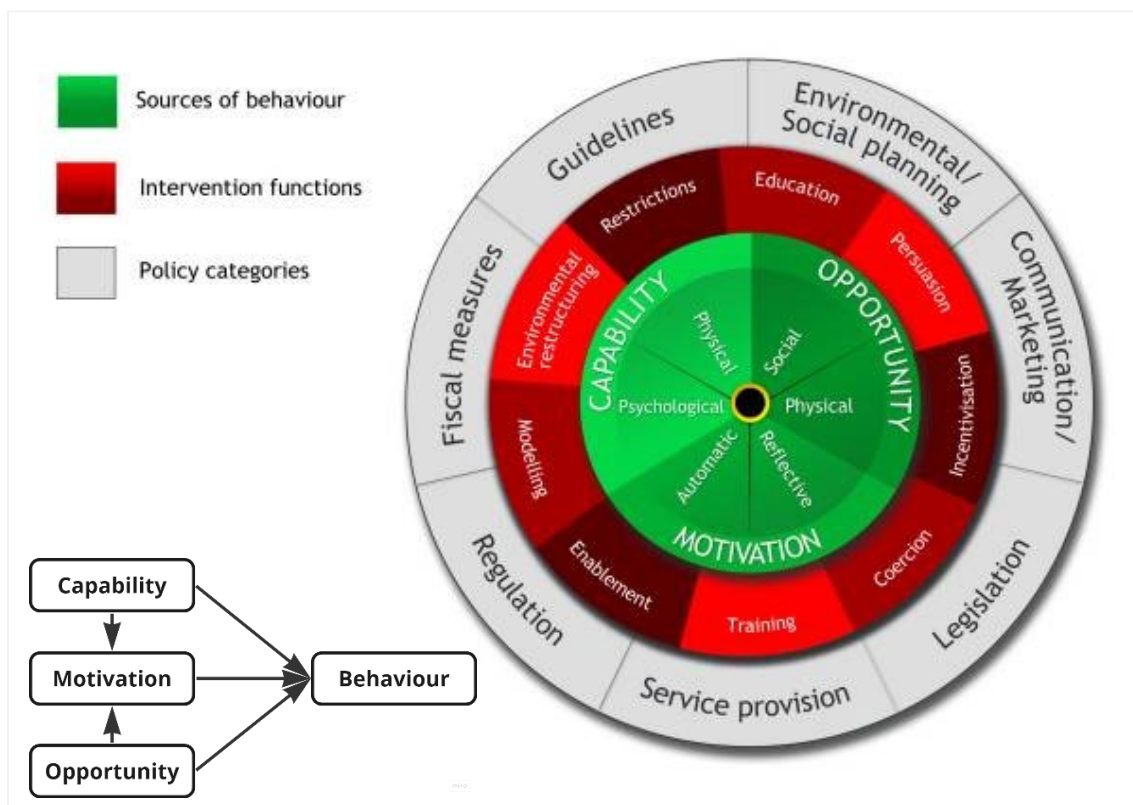 Sources of behaviour
Intervention functions
Policy categories
Guidelines
Environmental/
Social planning
Communication/
Marketing
Legislation
Service provision
Regulation
Fiscal measures
Restrictions
Education
Persuasion
Incentivisation
Coercion
Training
Enablement
Modelling
Environmental
restructuring
CAPABILITY
OPPORTUNITY
MOTIVATION
Physical
Social
Psychological
Physical
Automatic
Reflective
Capability
Motivation
Behaviour
Opportunity
miro